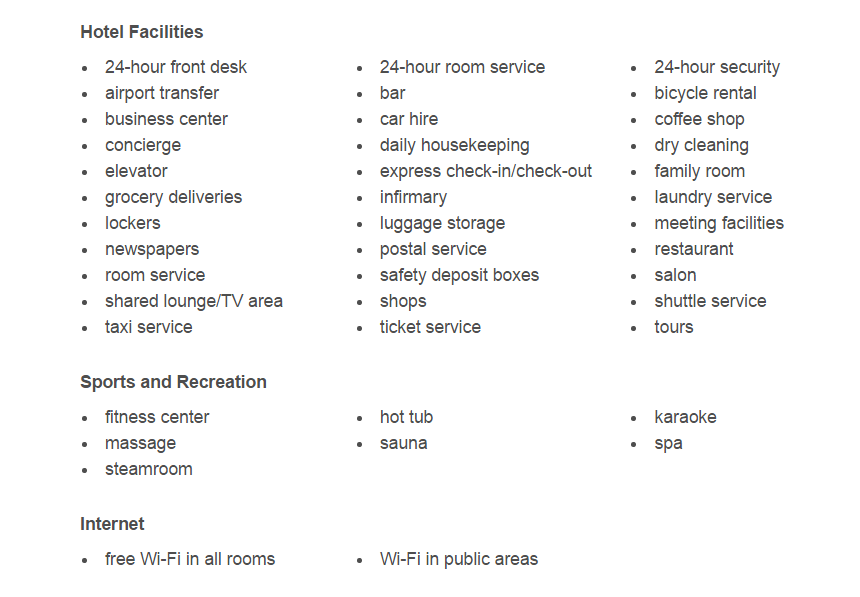 Hotel Facilities
24-hour front desk
24-hour room service
24-hour security
airport transfer
bar
bicycle rental
business center
car hire
coffee shop
concierge
daily housekeeping
dry cleaning
elevator
express check-in/check-out
family room
grocery deliveries
infirmary
laundry service
lockers
luggage storage
meeting facilities
newspapers
postal service
restaurant
room service
safety deposit boxes
salon
shared lounge/TV area
shops
shuttle service
taxi service
ticket service
tours
Sports and Recreation
fitness center
hot tub
karaoke
massage
sauna
spa
steamroom
Internet
free Wi-Fi in all rooms
Wi-Fi in public areas